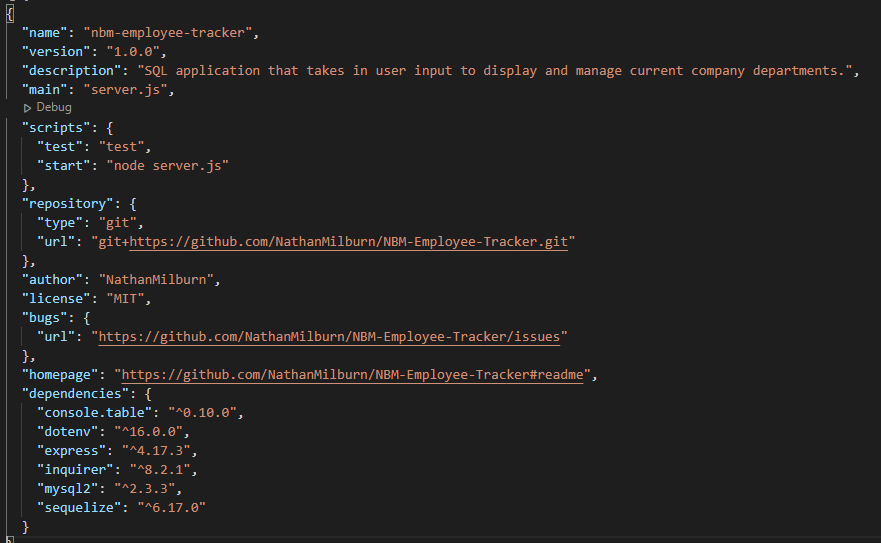 {
"name": "nbm-employee-tracker",
"version": "1.0.0",
"description": "SQL application that takes in user input to display and manage current company departments.",
"main": "server.js",
Debug
"scripts": {
"test": "test",
"start": "node server.js"
},
"repository": {
"type": "git",
"url": "git+https://github.com/NathanMilburn/NBM-Employee-Tracker.git"
},
"author": "NathanMilburn",
"license": "MIT",
"bugs": {
"url": "https://github.com/NathanMilburn/NBM-Employee-Tracker/issues"
},
"homepage": "https://github.com/NathanMilburn/NBM-Employee-Tracker#readme",
"dependencies": {
"console.table": "^0.10.0",
"dotenv": "^16.0.0",
"express": "^4.17.3",
"inquirer": "^8.2.1",
"mysql2": "^2.3.3",
"sequelize": "^6.17.0"
}
}